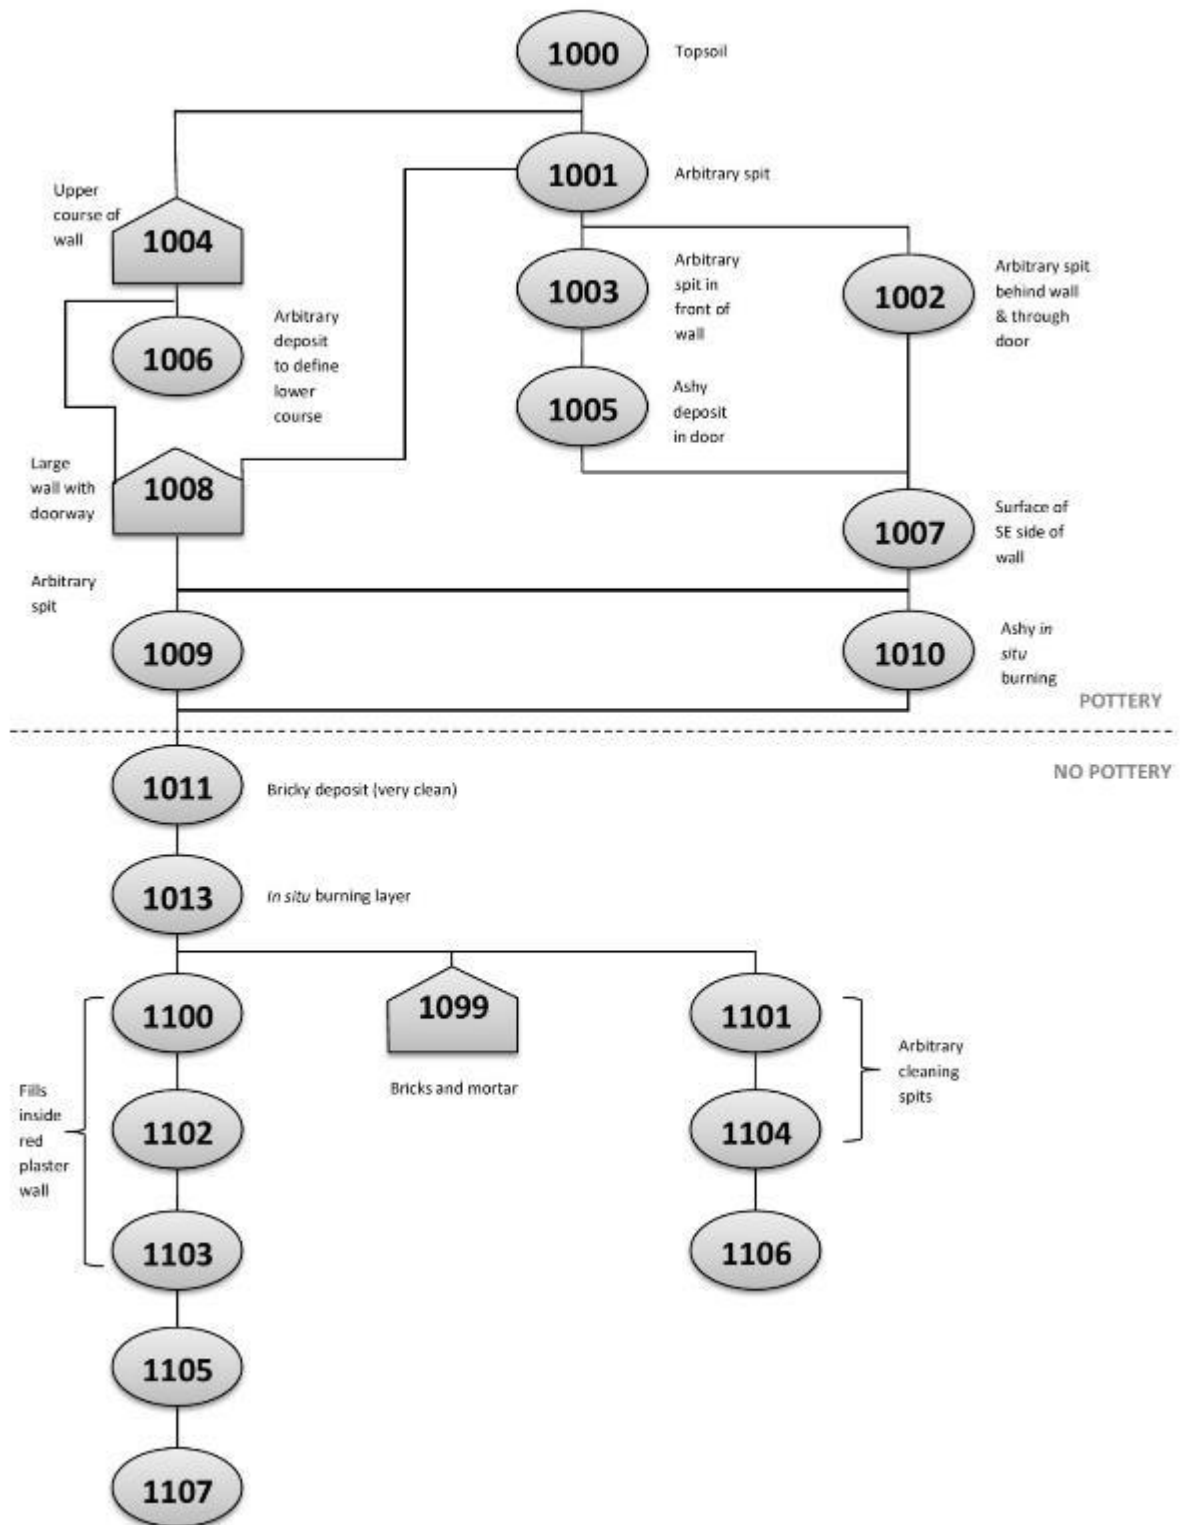 1000
Topsoil
1001
Arbitrary spit
Upper
course of
wall
1004
1003
Arbitrary
spit in
front of
wall
1002
Arbitrary spit
behind wall
& through
door
1006
Arbitrary
deposit
to define
lower
course
1005
Ashy
deposit
in door
Large
wall with
doorway
1008
1007
Surface of
SE side of
wall
Arbitrary
spit
1009
1010
Ashy in
situ
burning
POTTERY
NO POTTERY
1011
Bricky deposit (very clean)
1013
In situ burning layer
1100
1099
Bricks and mortar
1101
Arbitrary
cleaning
spits
Fills
inside
red
plaster
wall
1102
1104
1103
1106
1105
1107